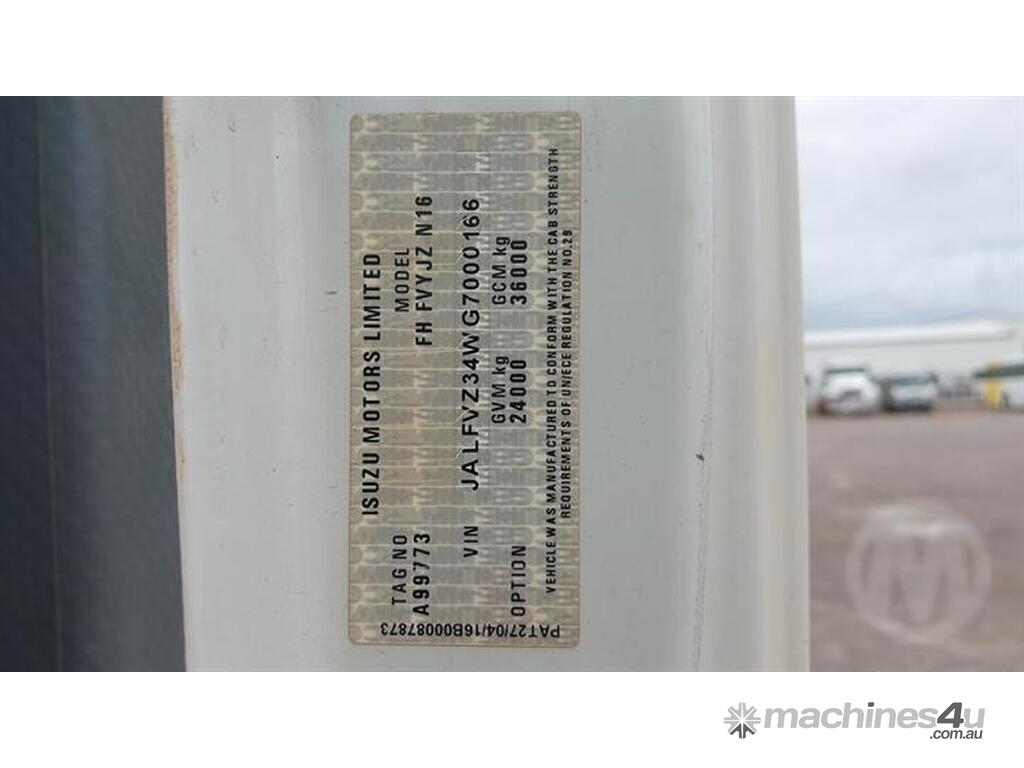 ISUZU MOTORS LIMITED
TAG NO MODEL
A99773 FH FVYJZ N16
VIN JALFVZ34WG7000166
GVM kg GCM kg
OPTION 24000 36000
VEHICLE WAS MANUFACTURED TO CONFORM WITH THE CAB STRENGTH
REQUIREMENTS OF UN/ECE REGULATION NO.29
PAT27/04/16B00087873
machines4u
.com.au